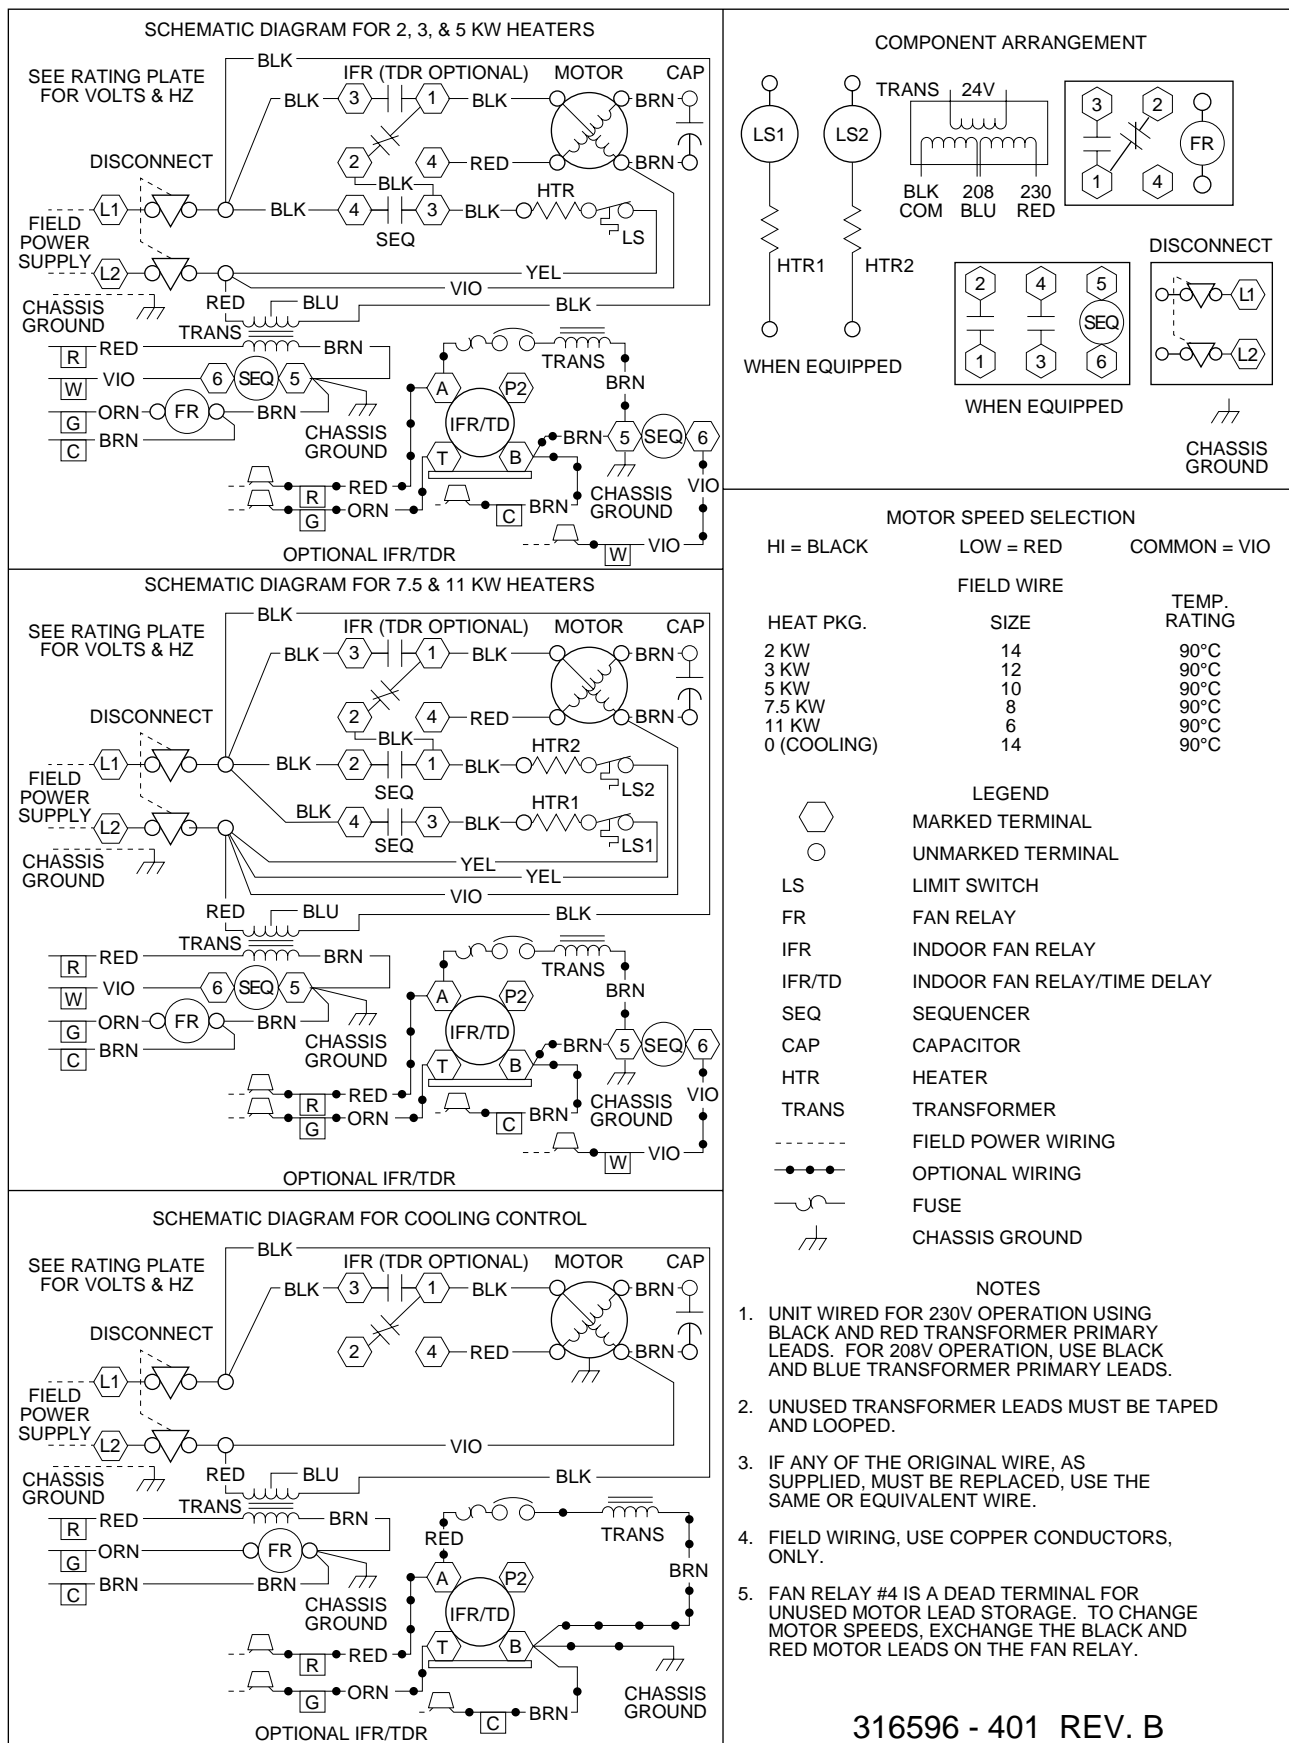 SCHEMATIC DIAGRAM FOR 2, 3, & 5 KW HEATERS
SEE RATING PLATE
FOR VOLTS & HZ
BLK
IFR (TDR OPTIONAL)
MOTOR
CAP
BLK 3 1 BLK BRN
DISCONNECT
2 4 RED BRN
BLK
HTR
L1 BLK 4 3 BLK
SEQ
LS
FIELD
POWER
SUPPLY
L2
YEL
VIO
CHASSIS
GROUND
RED BLU BLK
TRANS
R RED BRN
W VIO 6 SEQ 5
G ORN FR BRN
C BRN
CHASSIS
GROUND
TRANS
BRN
A P2
IFR/TD
T B
BRN 5 SEQ 6
R RED
G ORN
C BRN
CHASSIS
GROUND
VIO
W VIO
OPTIONAL IFR/TDR
SCHEMATIC DIAGRAM FOR 7.5 & 11 KW HEATERS
SEE RATING PLATE
FOR VOLTS & HZ
BLK
IFR (TDR OPTIONAL)
MOTOR
CAP
BLK 3 1 BLK BRN
DISCONNECT
2 4 RED BRN
BLK
HTR2
L1 BLK 2 1 BLK
SEQ
LS2
FIELD
POWER
SUPPLY
HTR1
L2 BLK 4 3 BLK
SEQ
LS1
CHASSIS
GROUND
YEL
YEL
VIO
RED BLU BLK
TRANS
R RED BRN
W VIO 6 SEQ 5
G ORN FR BRN
C BRN
CHASSIS
GROUND
TRANS
BRN
A P2
IFR/TD
T B
BRN 5 SEQ 6
R RED
G ORN
C BRN
CHASSIS
GROUND
VIO
W VIO
OPTIONAL IFR/TDR
SCHEMATIC DIAGRAM FOR COOLING CONTROL
SEE RATING PLATE
FOR VOLTS & HZ
BLK
IFR (TDR OPTIONAL)
MOTOR
CAP
BLK 3 1 BLK BRN
DISCONNECT
2 4 RED BRN
L1
FIELD
POWER
SUPPLY
L2 VIO
CHASSIS
GROUND
RED BLU BLK
TRANS
R RED BRN
G ORN FR
C BRN BRN
CHASSIS
GROUND
TRANS
RED
BRN
A P2
IFR/TD
T B
R RED
G ORN
C BRN
CHASSIS
GROUND
OPTIONAL IFR/TDR
COMPONENT ARRANGEMENT
LS1 LS2
HTR1 HTR2
WHEN EQUIPPED
TRANS 24V
BLK 208 230
COM BLU RED
3 2
FR
1 4
2 4 5
SEQ
1 3 6
WHEN EQUIPPED
DISCONNECT
L1
L2
CHASSIS
GROUND
MOTOR SPEED SELECTION
HI = BLACK LOW = RED COMMON = VIO
FIELD WIRE
TEMP.
HEAT PKG. SIZE RATING
2 KW 14 90°C
3 KW 12 90°C
5 KW 10 90°C
7.5 KW 8 90°C
11 KW 6 90°C
0 (COOLING) 14 90°C
LEGEND
MARKED TERMINAL
UNMARKED TERMINAL
LS LIMIT SWITCH
FR FAN RELAY
IFR INDOOR FAN RELAY
IFR/TD INDOOR FAN RELAY/TIME DELAY
SEQ SEQUENCER
CAP CAPACITOR
HTR HEATER
TRANS TRANSFORMER
FIELD POWER WIRING
OPTIONAL WIRING
FUSE
CHASSIS GROUND
NOTES
1. UNIT WIRED FOR 230V OPERATION USING
BLACK AND RED TRANSFORMER PRIMARY
LEADS. FOR 208V OPERATION, USE BLACK
AND BLUE TRANSFORMER PRIMARY LEADS.
2. UNUSED TRANSFORMER LEADS MUST BE TAPED
AND LOOPED.
3. IF ANY OF THE ORIGINAL WIRE, AS
SUPPLIED, MUST BE REPLACED, USE THE
SAME OR EQUIVALENT WIRE.
4. FIELD WIRING, USE COPPER CONDUCTORS,
ONLY.
5. FAN RELAY #4 IS A DEAD TERMINAL FOR
UNUSED MOTOR LEAD STORAGE. TO CHANGE
MOTOR SPEEDS, EXCHANGE THE BLACK AND
RED MOTOR LEADS ON THE FAN RELAY.
316596 - 401 REV. B